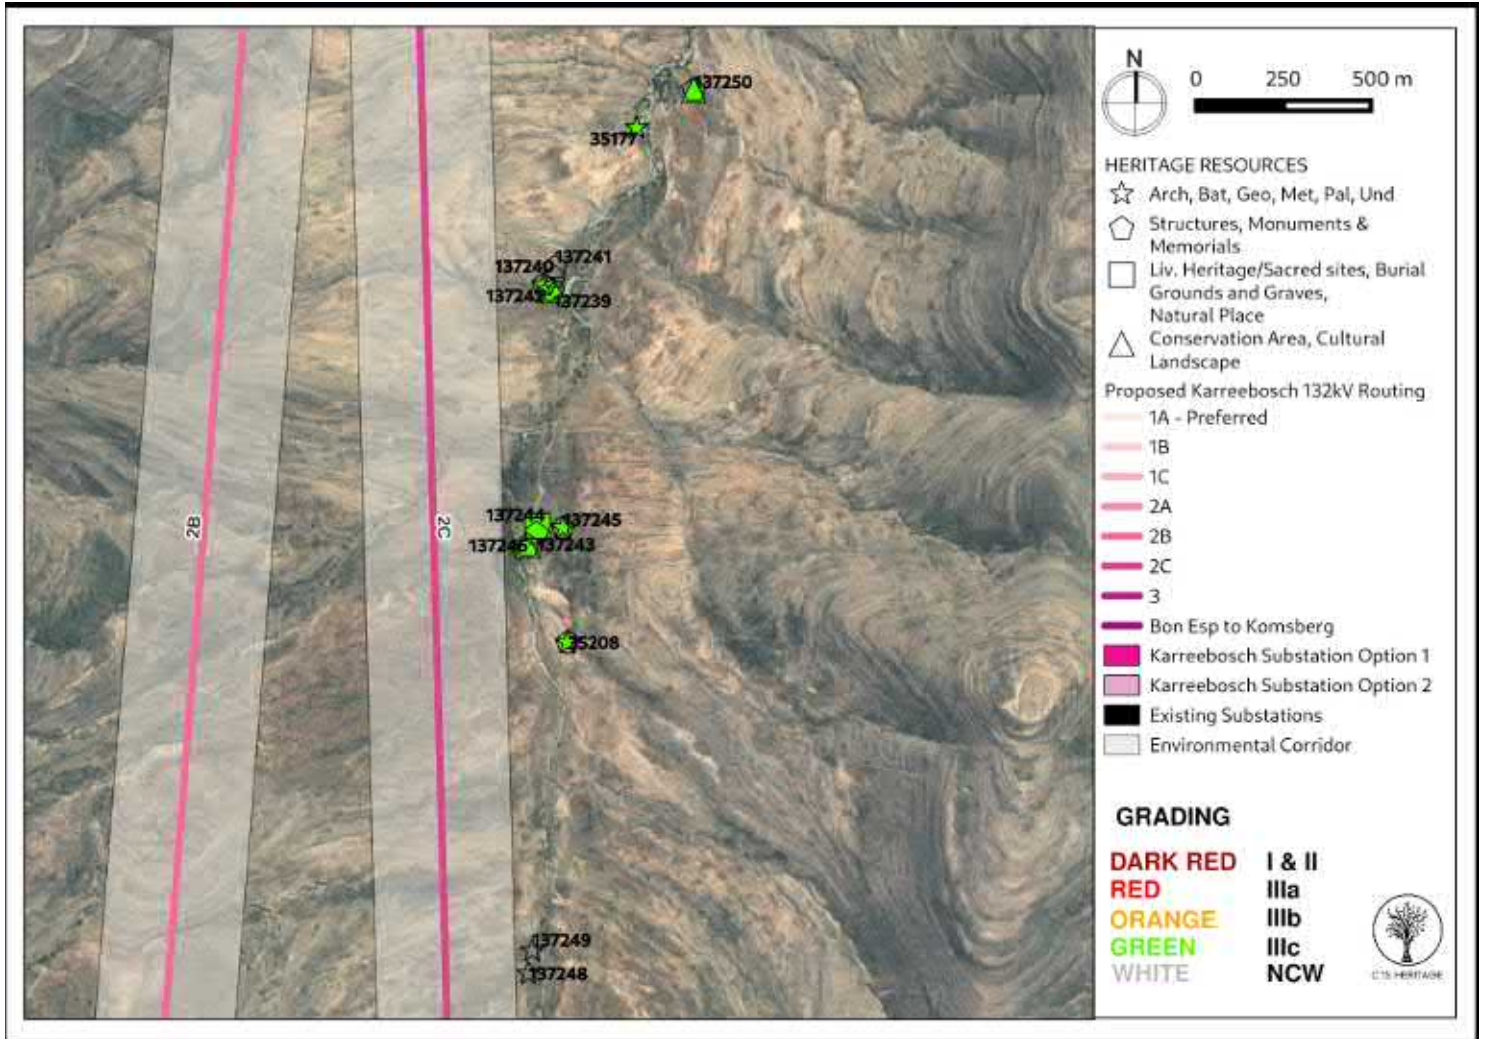 137250
35177
137241
137240
137242
137239
2B
2C
137244
137245
137246
137243
35208
137249
137248
N
0 250 500 m
HERITAGE RESOURCES
Arch, Bat, Geo, Met, Pal, Und
Structures, Monuments &
Memorials
Liv. Heritage/Sacred sites, Burial
Grounds and Graves,
Natural Place
Conservation Area, Cultural
Landscape
Proposed Karreebosch 132kV Routing
1A - Preferred
1B
1C
2A
2B
2C
3
Bon Esp to Komsberg
Karreebosch Substation Option 1
Karreebosch Substation Option 2
Existing Substations
Environmental Corridor
GRADING
DARK RED I & II
RED IIIa
ORANGE IIIb
GREEN IIIc
WHITE NCW
CTS HERITAGE